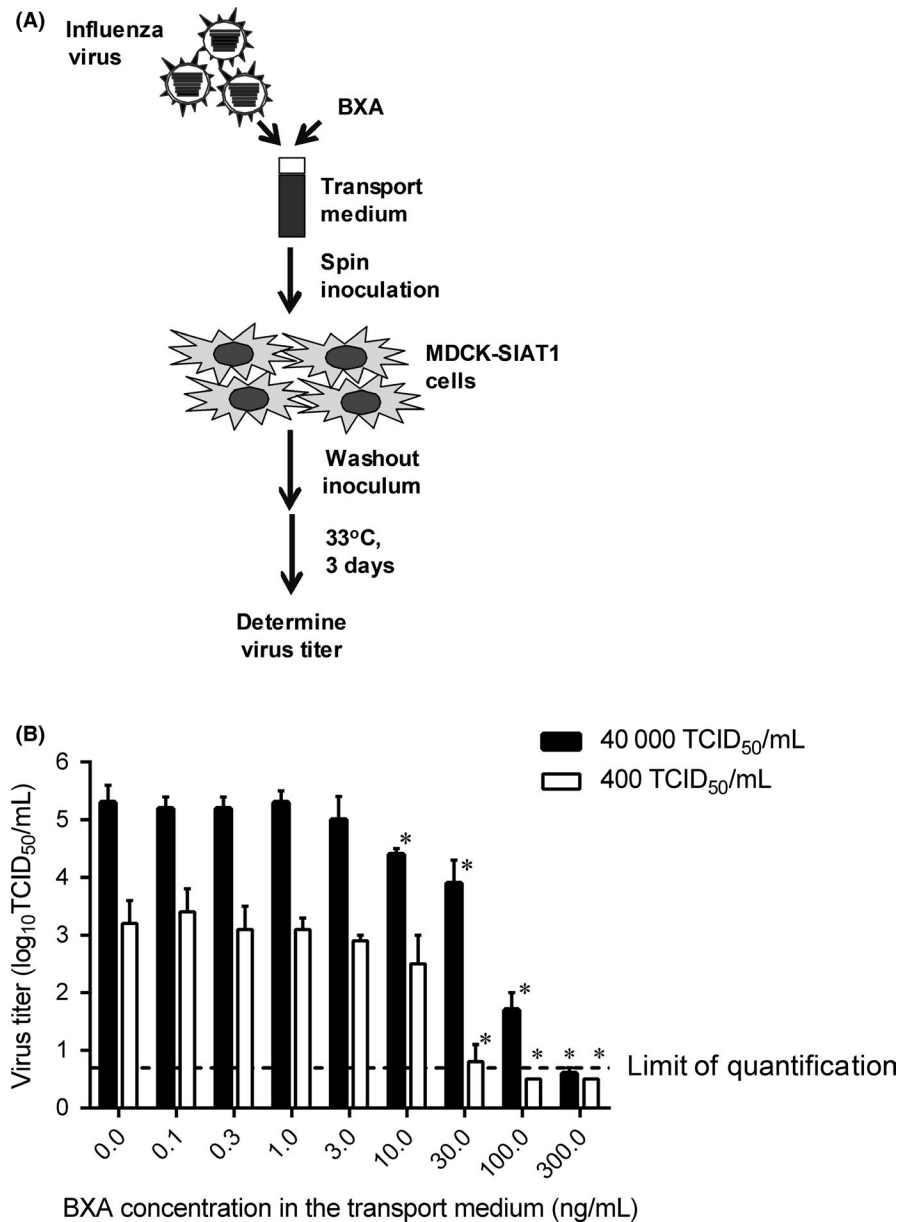 (A)
Influenza
virus
BXA
Transport
medium
Spin
inoculation
MDCK-SIAT1
cells
Washout
inoculum
33°C,
3 days
Determine
virus titer
(B)
40 000 TCID50/mL
400 TCID50/mL
Virus titer (log10TCID50/mL)
6
5
4
3
2
1
0
* * * * * * *
Limit of quantification
0.0 0.1 0.3 1.0 3.0 10.0 30.0 100.0 300.0
BXA concentration in the transport medium (ng/mL)